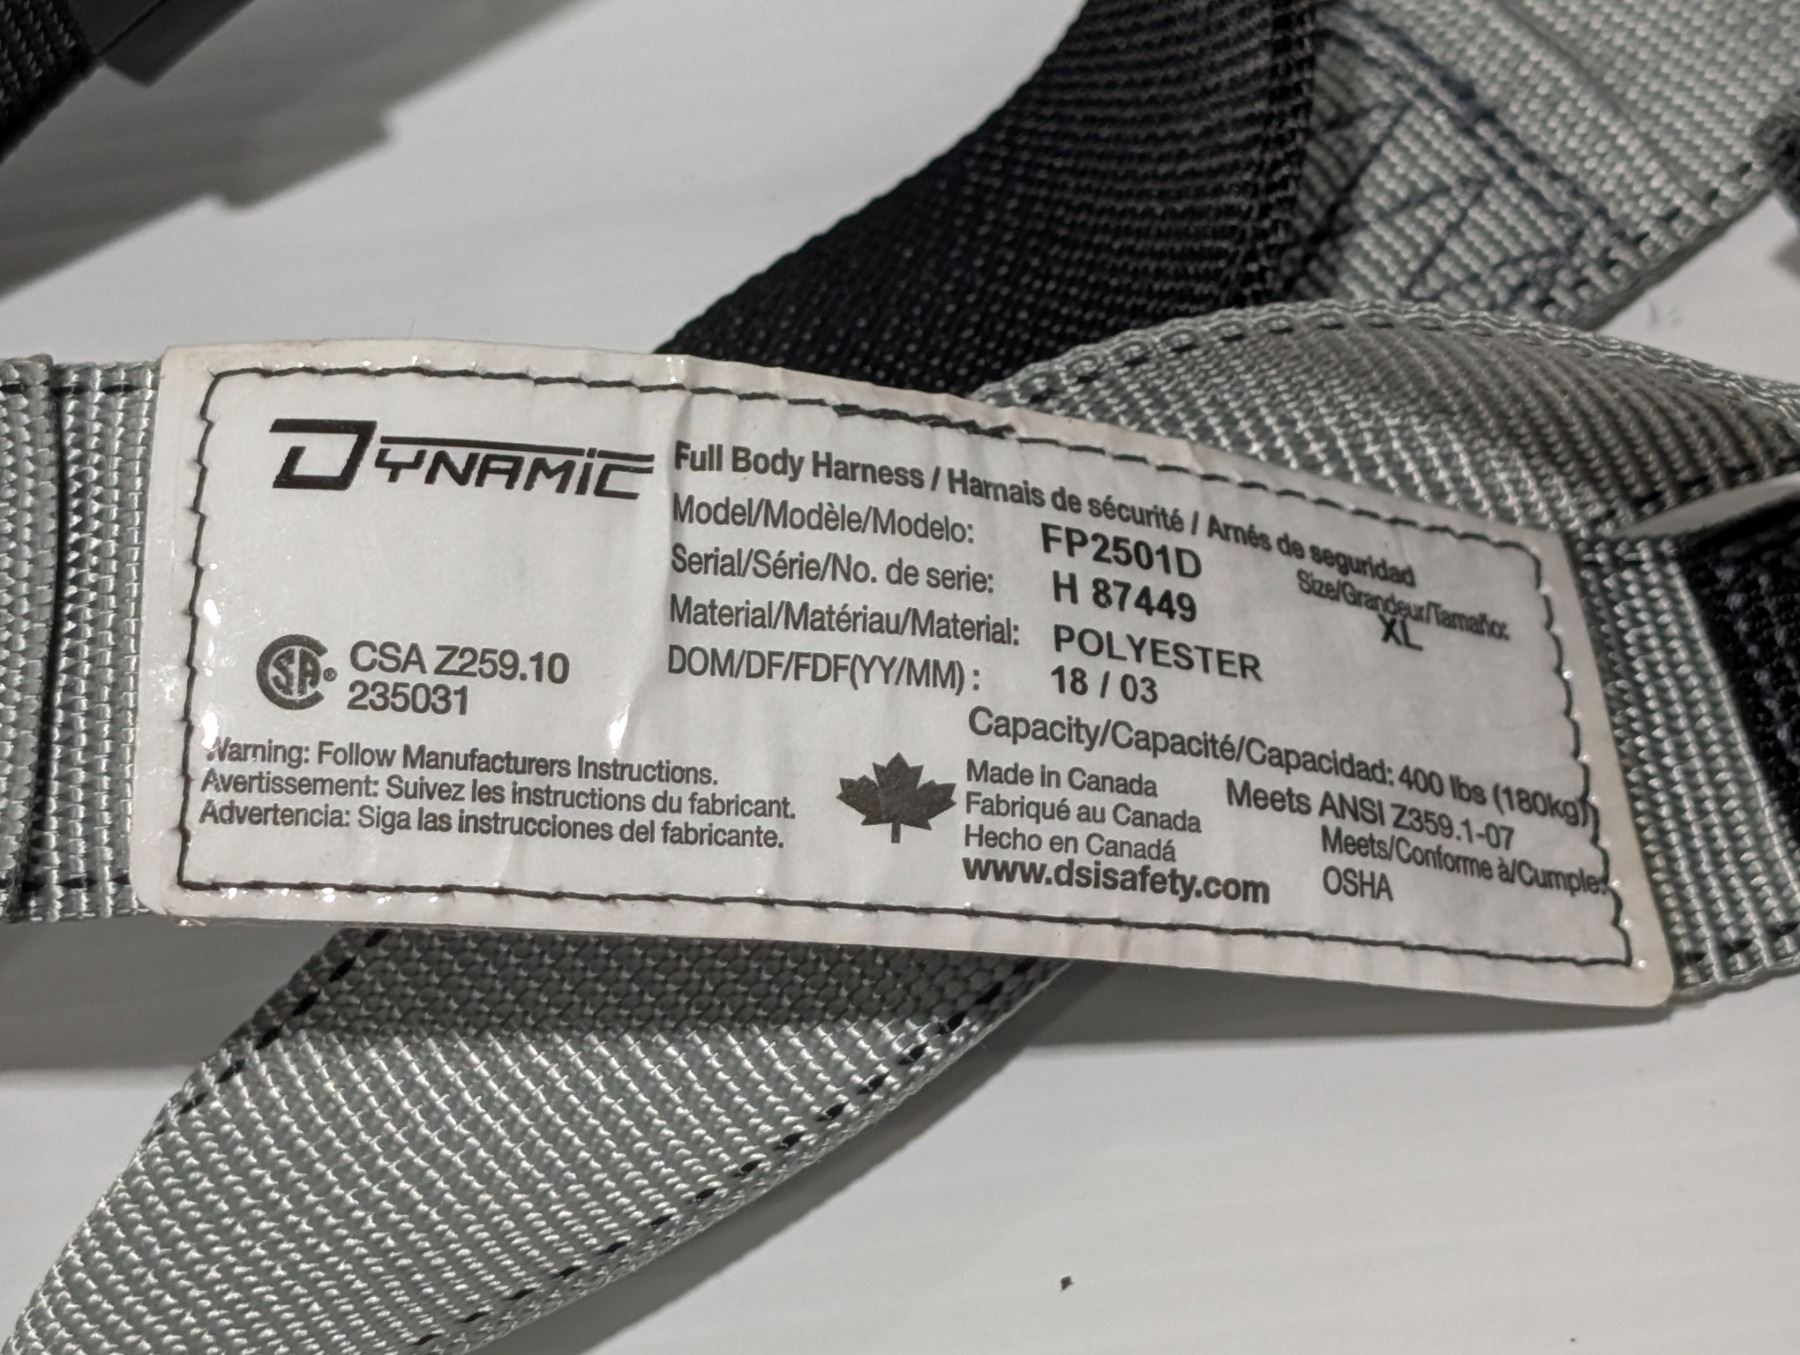 DYNAMIC
Full Body Harness / Harnais de sécurité / Arnés de seguridad
Model/Modèle/Modelo: FP2501D
Size/Grandeur/Tamaño:
XL
Serial/Série/No. de serie: H 87449
Material/Matériau/Material: POLYESTER
DOM/DF/FDF(YY/MM) : 18 / 03
CSA® CSA Z259.10
235031
Capacity/Capacité/Capacidad: 400 lbs (180kg)
Warning: Follow Manufacturers Instructions.
Avertissement: Suivez les instructions du fabricant.
Advertencia: Siga las instrucciones del fabricante.
Made in Canada
Fabriqué au Canada
Hecho en Canadá
www.dsisafety.com
Meets ANSI Z359.1-07
Meets/Conforme à/Cumple:
OSHA